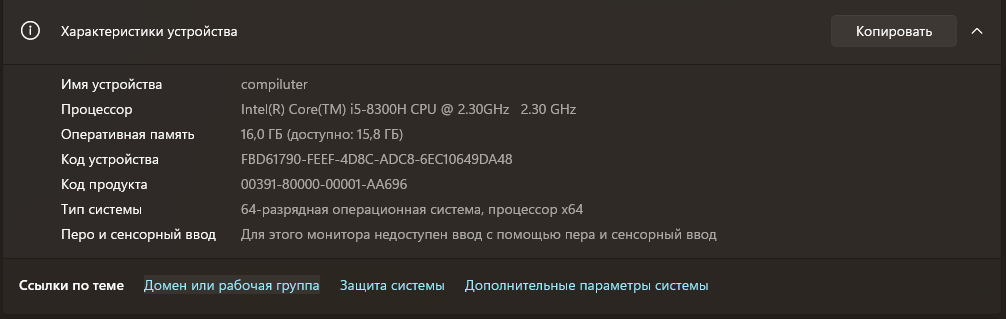 Характеристики устройства Копировать
Имя устройства compiluter
Процессор Intel(R) Core(TM) i5-8300H CPU @ 2.30GHz 2.30 GHz
Оперативная память 16,0 ГБ (доступно: 15,8 ГБ)
Код устройства FBD61790-FEEF-4D8C-ADC8-6EC10649DA48
Код продукта 00391-80000-00001-AA696
Тип системы 64-разрядная операционная система, процессор x64
Перо и сенсорный ввод Для этого монитора недоступен ввод с помощью пера и сенсорный ввод
Ссылки по теме Домен или рабочая группа Защита системы Дополнительные параметры системы